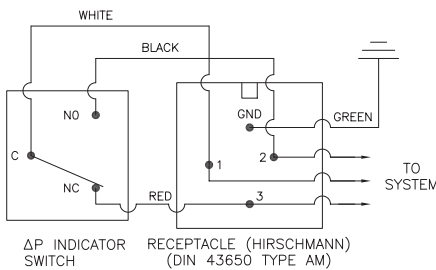 WHITE
BLACK
NO
GND
GREEN
C
1
2
TO
SYSTEM
NC
RED
3
ΔP INDICATOR
SWITCH
RECEPTACLE (HIRSCHMANN)
(DIN 43650 TYPE AM)